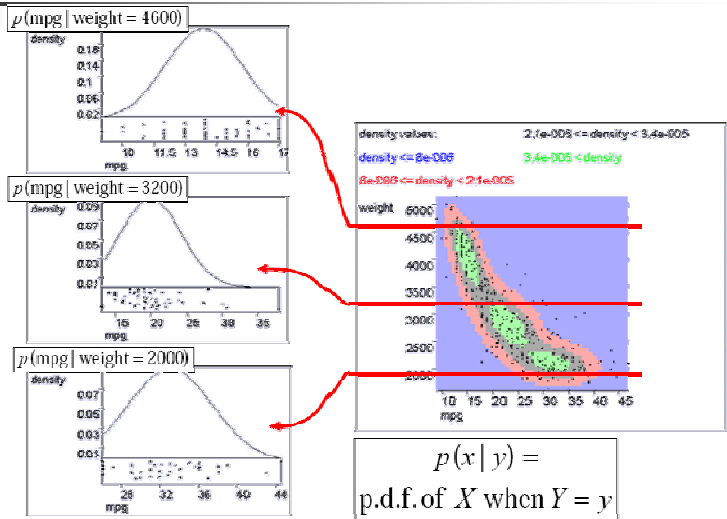 p(mpg | weight = 4600)
density
0.18
0.14
0.1
0.06
0.02
10 11.5 13 14.5 16 17
mpg
p(mpg | weight = 3200)
density
0.09
0.07
0.05
0.03
0.01
15 20 25 30 35
mpg
p(mpg | weight = 2000)
density
0.07
0.05
0.03
0.01
28 32 36 40 44
mpg
density values:
2.1e-005 <= density < 3.4e-005
density <= 8e-006
3.4e-005 < density
8e-006 <= density < 2.1e-005
weight
5000
4500
4000
3500
3000
2500
2000
10 15 20 25 30 35 40 45
mpg
p(x | y) =
p.d.f. of X when Y = y